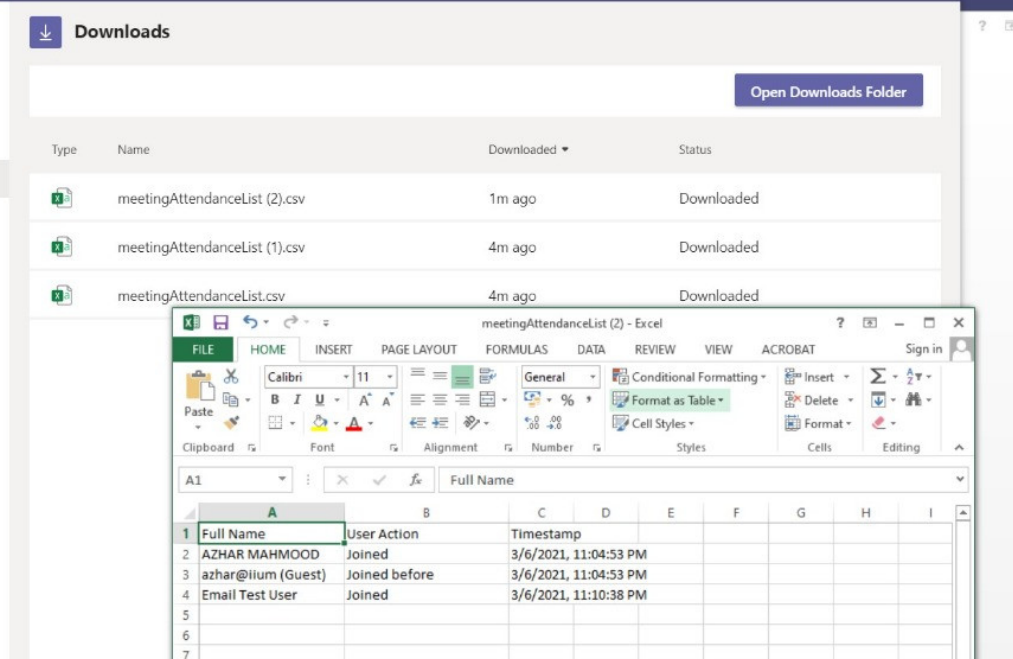 Downloads
?
Open Downloads Folder
Type Name Downloaded Status
meetingAttendanceList (2).csv 1m ago Downloaded
meetingAttendanceList (1).csv 4m ago Downloaded
meetingAttendanceList.csv 4m ago Downloaded
meetingAttendanceList (2) - Excel ?
FILE HOME INSERT PAGE LAYOUT FORMULAS DATA REVIEW VIEW ACROBAT Sign in
Calibri 11 General Conditional Formatting Insert
Paste B I U A A % , Format as Table Delete
A Cell Styles Format
Clipboard Font Alignment Number Styles Cells Editing
A1 fx Full Name
A B C D E F G H I
1 Full Name User Action Timestamp
2 AZHAR MAHMOOD Joined 3/6/2021, 11:04:53 PM
3 azhar@iium (Guest) Joined before 3/6/2021, 11:04:53 PM
4 Email Test User Joined 3/6/2021, 11:10:38 PM
5
6
7